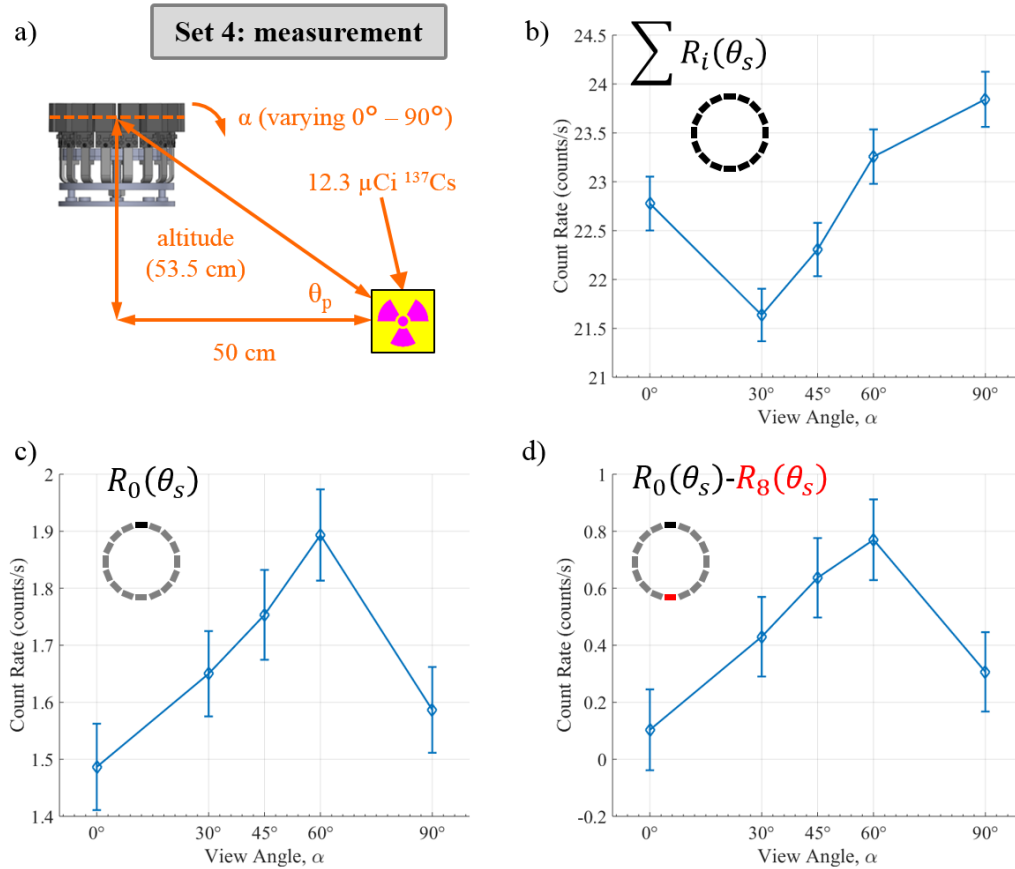 a)
Set 4: measurement
α (varying 0° – 90°)
12.3 µCi ¹³⁷Cs
altitude
(53.5 cm)
θₚ
50 cm
b)
∑ Rᵢ(θₛ)
24.5
24
23.5
23
22.5
22
21.5
21
Count Rate (counts/s)
0° 30° 45° 60° 90°
View Angle, α
c)
R₀(θₛ)
2
1.9
1.8
1.7
1.6
1.5
1.4
Count Rate (counts/s)
0° 30° 45° 60° 90°
View Angle, α
d)
R₀(θₛ)-R₈(θₛ)
1
0.8
0.6
0.4
0.2
0
-0.2
Count Rate (counts/s)
0° 30° 45° 60° 90°
View Angle, α